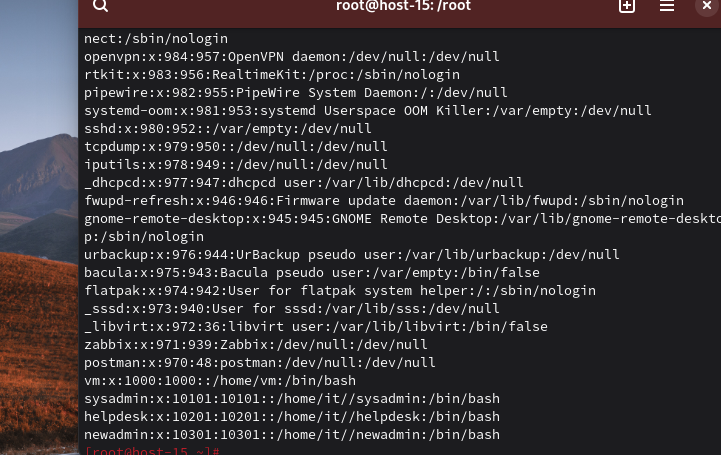 root@host-15: /root
nect:/sbin/nologin
openvpn:x:984:957:OpenVPN daemon:/dev/null:/dev/null
rtkit:x:983:956:RealtimeKit:/proc:/sbin/nologin
pipewire:x:982:955:PipeWire System Daemon:/:/dev/null
systemd-oom:x:981:953:systemd Userspace OOM Killer:/var/empty:/dev/null
sshd:x:980:952::/var/empty:/dev/null
tcpdump:x:979:950::/dev/null:/dev/null
iputils:x:978:949::/dev/null:/dev/null
_dhcpcd:x:977:947:dhcpcd user:/var/lib/dhcpcd:/dev/null
fwupd-refresh:x:946:946:Firmware update daemon:/var/lib/fwupd:/sbin/nologin
gnome-remote-desktop:x:945:945:GNOME Remote Desktop:/var/lib/gnome-remote-deskto
p:/sbin/nologin
urbackup:x:976:944:UrBackup pseudo user:/var/lib/urbackup:/dev/null
bacula:x:975:943:Bacula pseudo user:/var/empty:/bin/false
flatpak:x:974:942:User for flatpak system helper:/:/sbin/nologin
_sssd:x:973:940:User for sssd:/var/lib/sss:/dev/null
_libvirt:x:972:36:libvirt user:/var/lib/libvirt:/bin/false
zabbix:x:971:939:Zabbix:/dev/null:/dev/null
postman:x:970:48:postman:/dev/null:/dev/null
vm:x:1000:1000::/home/vm:/bin/bash
sysadmin:x:10101:10101::/home/it//sysadmin:/bin/bash
helpdesk:x:10201:10201::/home/it//helpdesk:/bin/bash
newadmin:x:10301:10301::/home/it//newadmin:/bin/bash
[root@host-15 ~]#